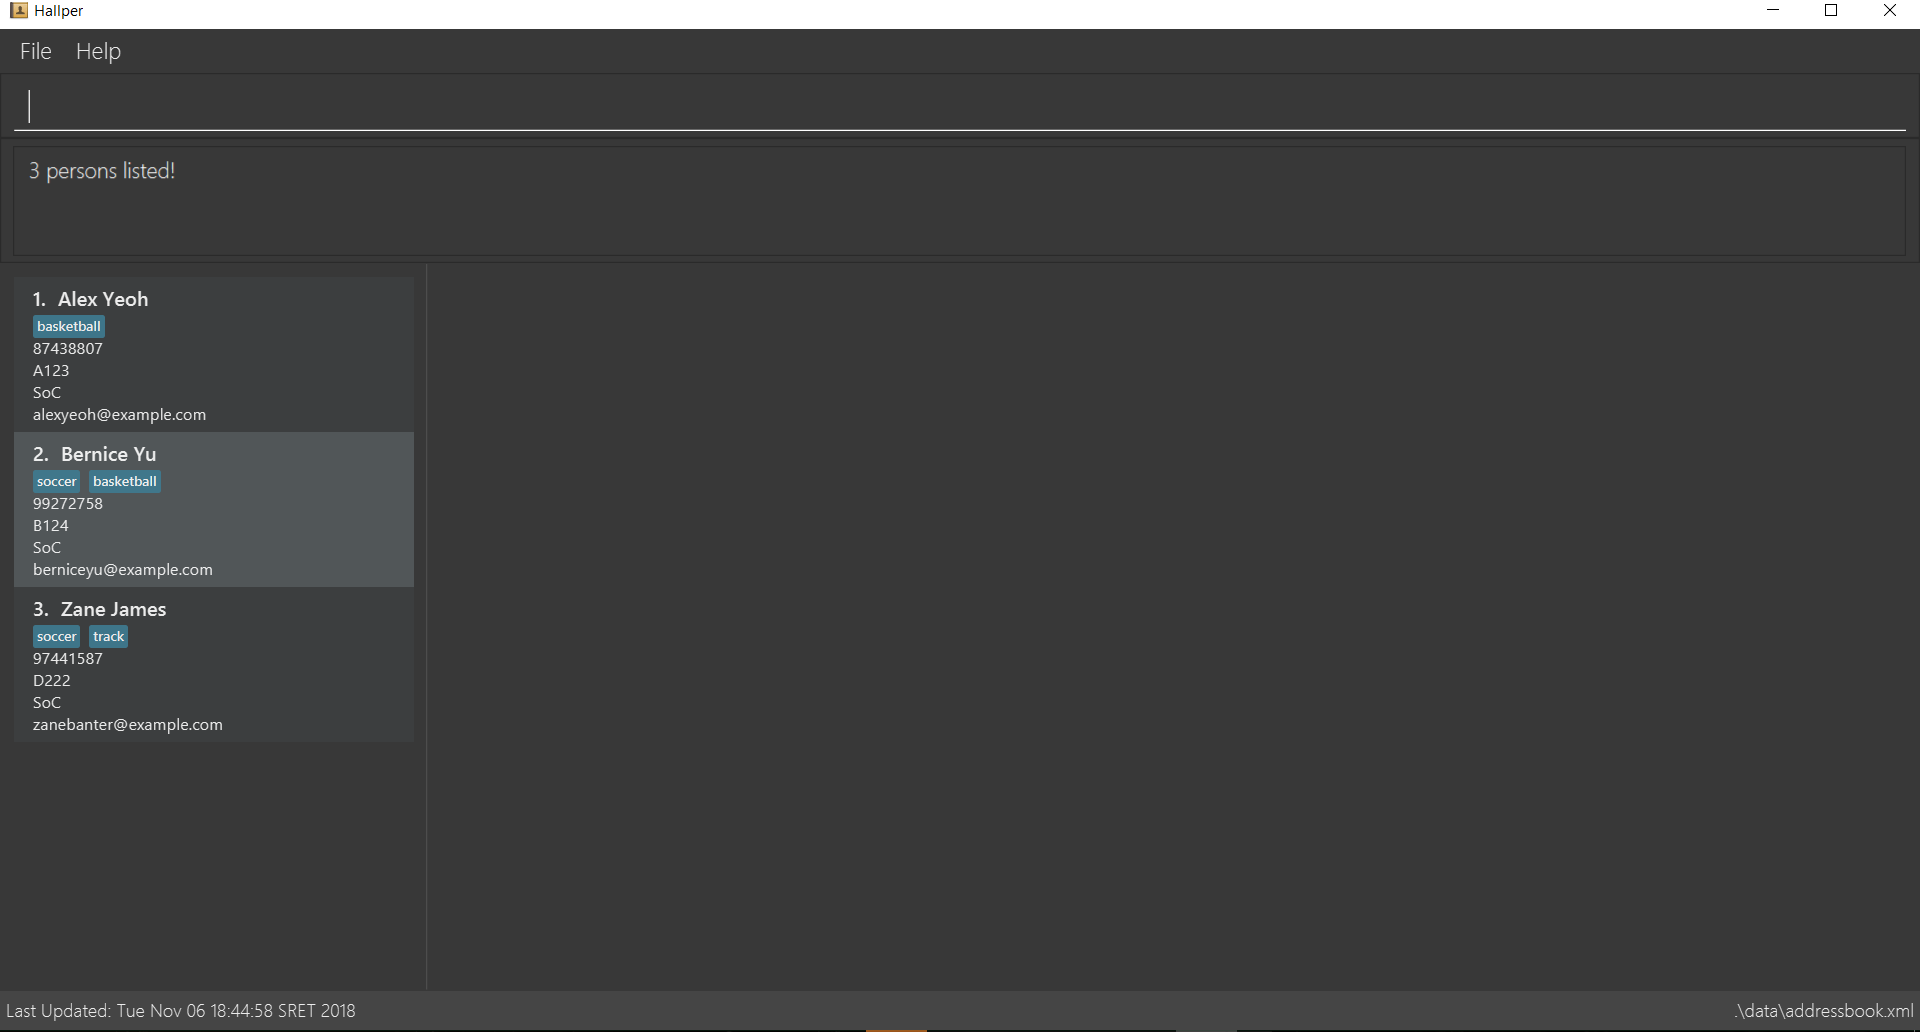 Hallper
File Help
3 persons listed!
1. Alex Yeoh
basketball
87438807
A123
SoC
alexyeoh@example.com
2. Bernice Yu
soccer basketball
99272758
B124
SoC
berniceyu@example.com
3. Zane James
soccer track
97441587
D222
SoC
zanebanter@example.com
Last Updated: Tue Nov 06 18:44:58 SRET 2018
.\data\addressbook.xml